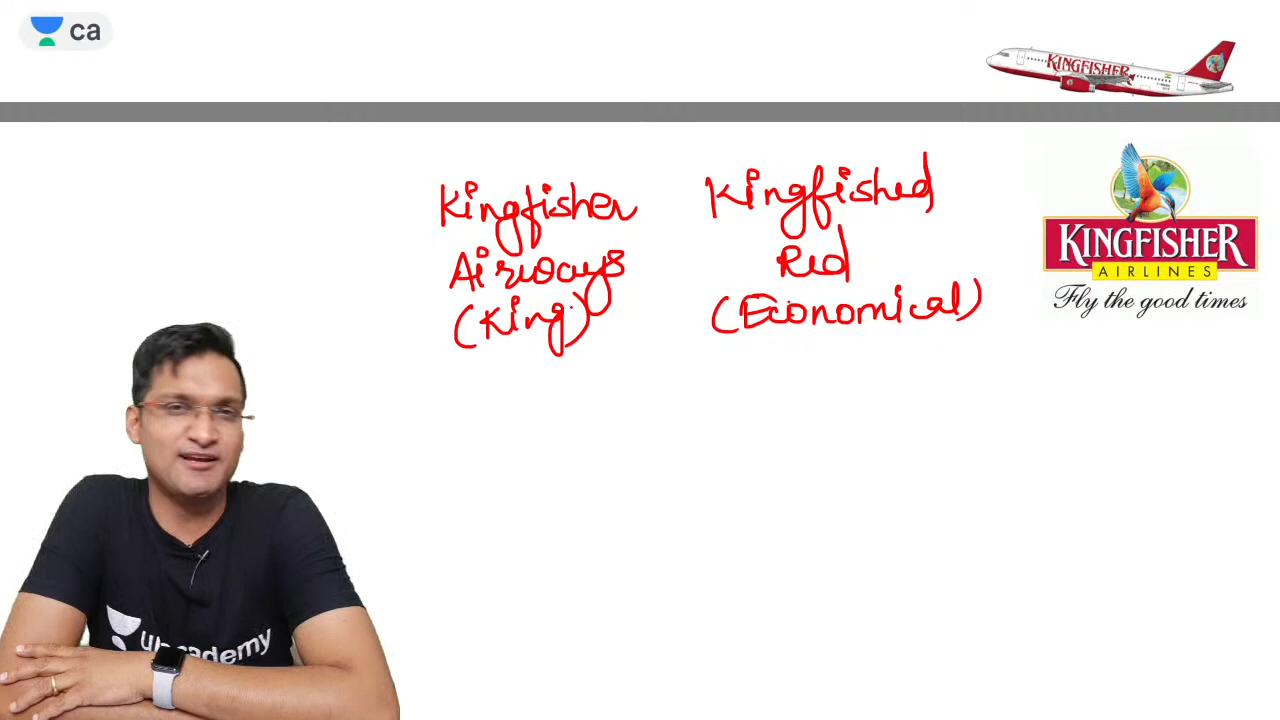 ca
KINGFISHER
Kingfisher
Airways
(King)
Kingfished
Red
(Economical)
KINGFISHER
AIRLINES
Fly the good times
unacademy